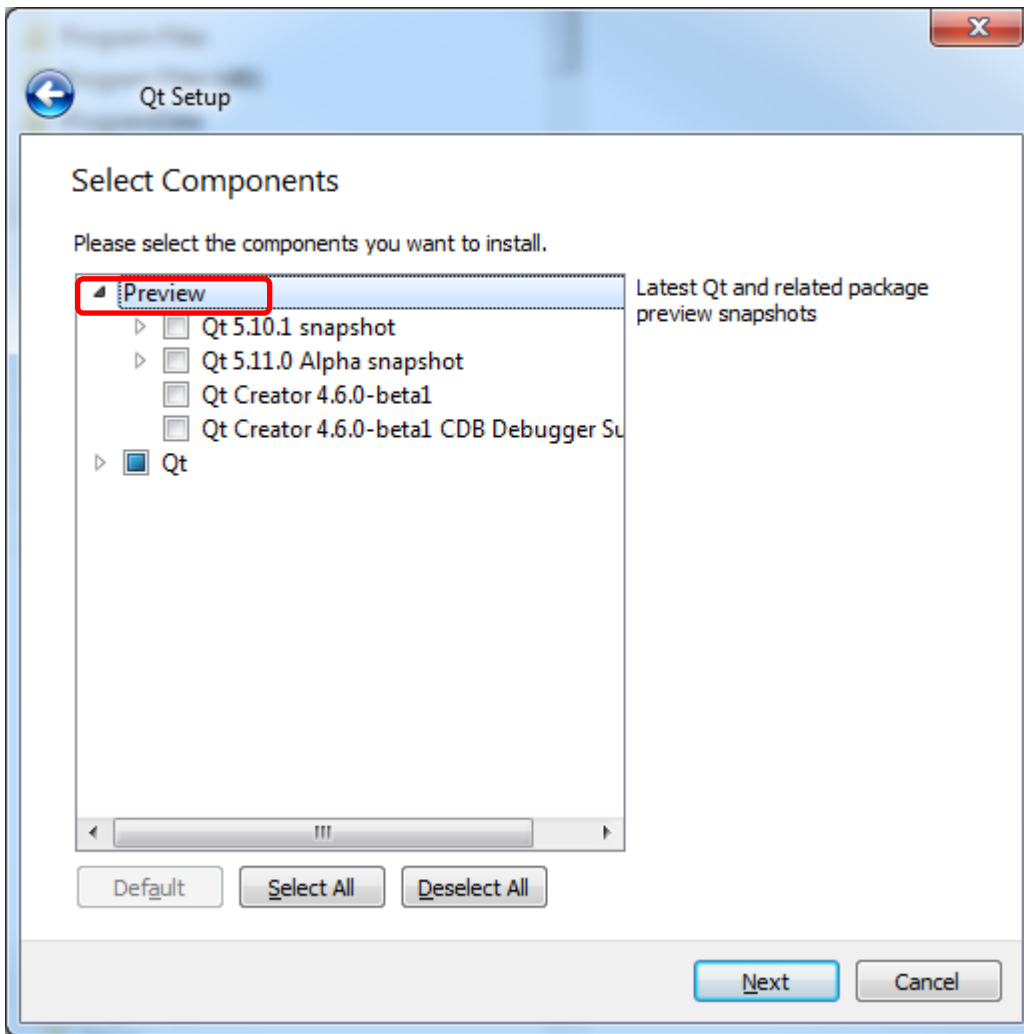 Qt Setup
Select Components
Please select the components you want to install.
Preview
Qt 5.10.1 snapshot
Qt 5.11.0 Alpha snapshot
Qt Creator 4.6.0-beta1
Qt Creator 4.6.0-beta1 CDB Debugger Su
Qt
Latest Qt and related package
preview snapshots
Default
Select All
Deselect All
Next
Cancel